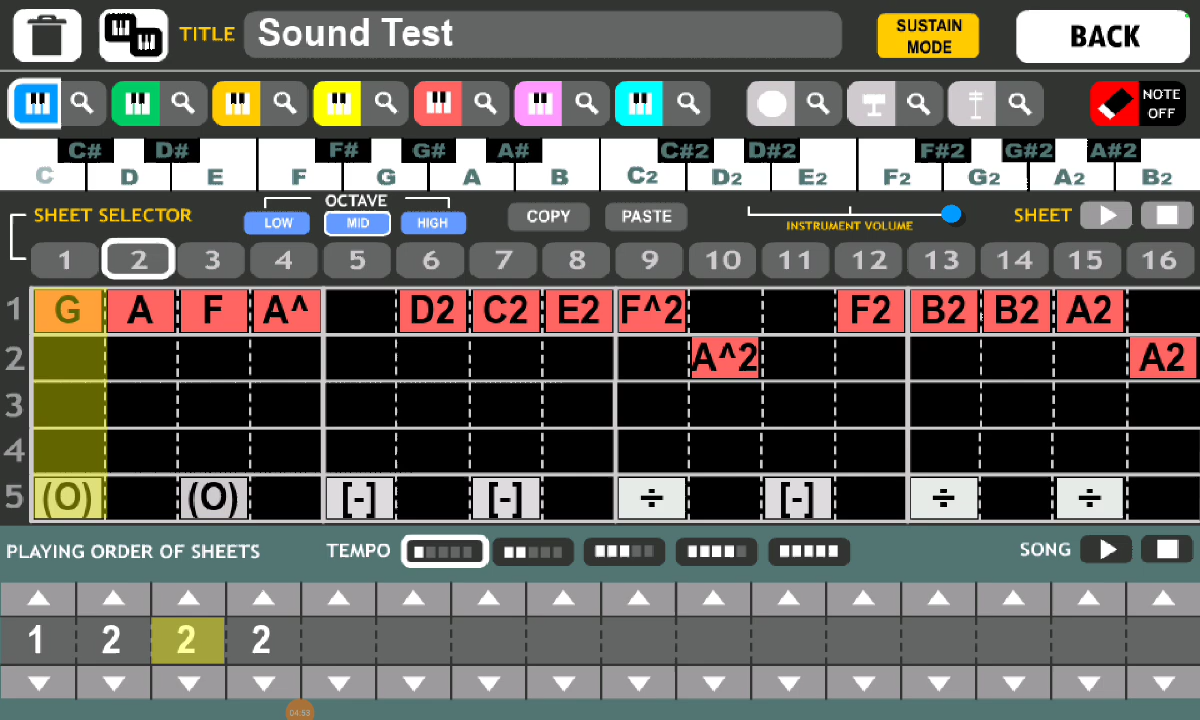 TITLE Sound Test SUSTAIN MODE BACK
NOTE OFF
C# D# F# G# A# C#2 D#2 F#2 G#2 A#2
C D E F G A B C2 D2 E2 F2 G2 A2 B2
SHEET SELECTOR OCTAVE LOW MID HIGH COPY PASTE INSTRUMENT VOLUME SHEET
1 2 3 4 5 6 7 8 9 10 11 12 13 14 15 16
1 G A F A^ D2 C2 E2 F^2 F2 B2 B2 A2
2 A^2 A2
3
4
5 (O) (O) [-] [-] ÷ [-] ÷ ÷
PLAYING ORDER OF SHEETS TEMPO SONG
1 2 2 2
04:53